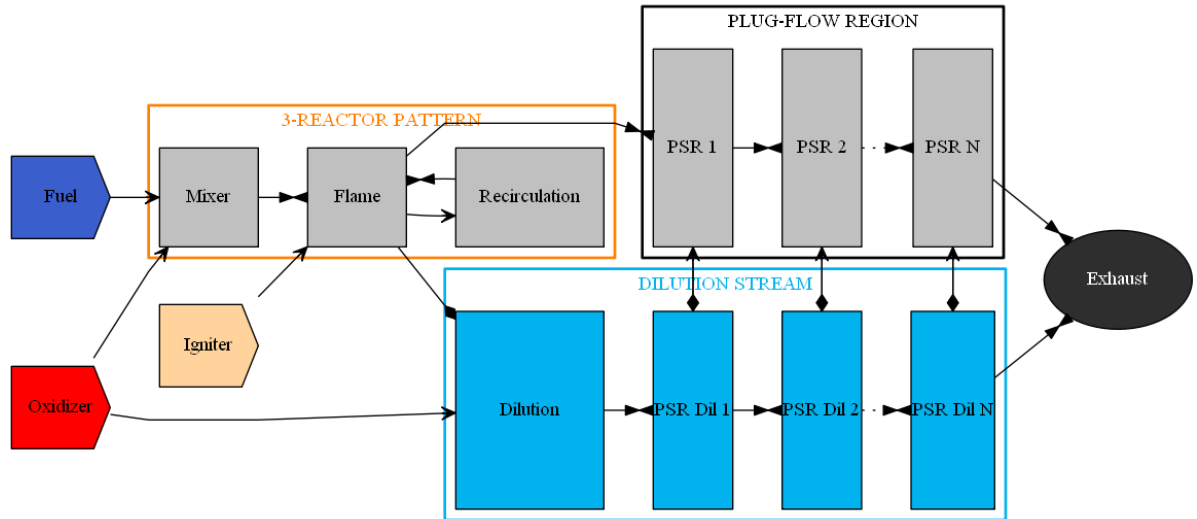 PLUG-FLOW REGION
3-REACTOR PATTERN
PSR 1
PSR 2
PSR N
Fuel
Mixer
Flame
Recirculation
DILUTION STREAM
Exhaust
Igniter
Oxidizer
Dilution
PSR Dil 1
PSR Dil 2
PSR Dil N